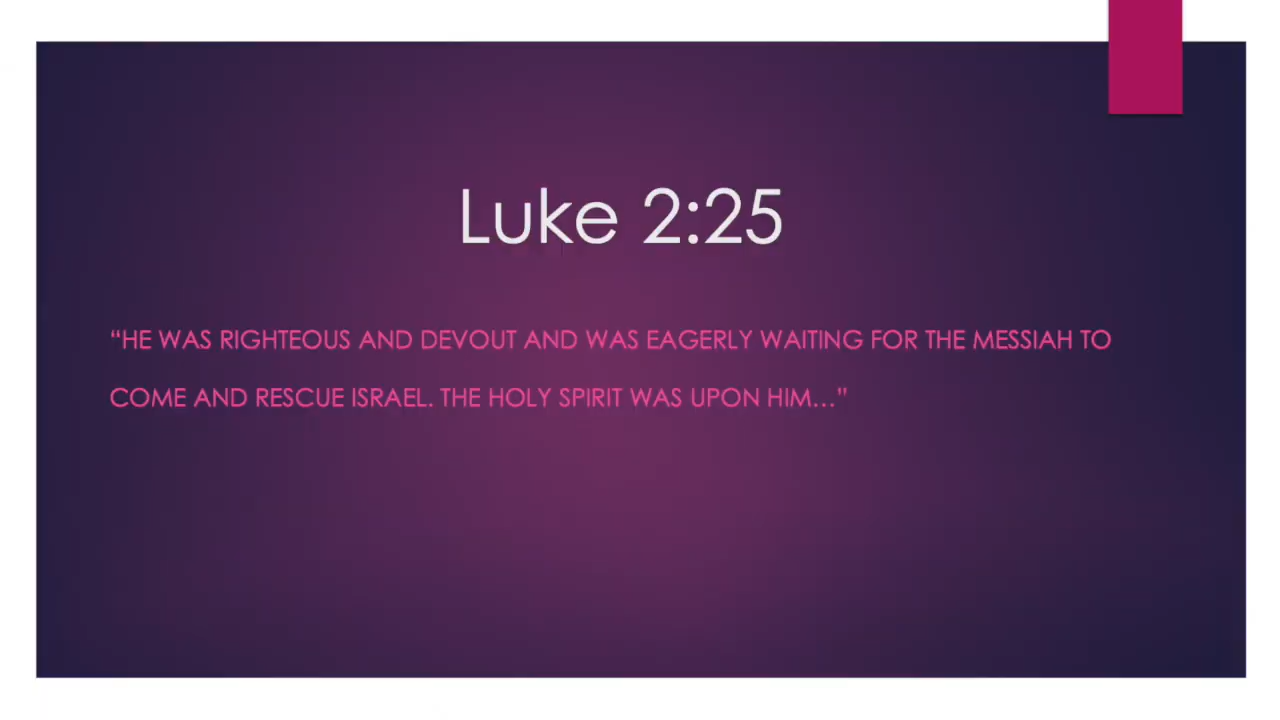 Luke 2:25
“HE WAS RIGHTEOUS AND DEVOUT AND WAS EAGERLY WAITING FOR THE MESSIAH TO
COME AND RESCUE ISRAEL. THE HOLY SPIRIT WAS UPON HIM…”